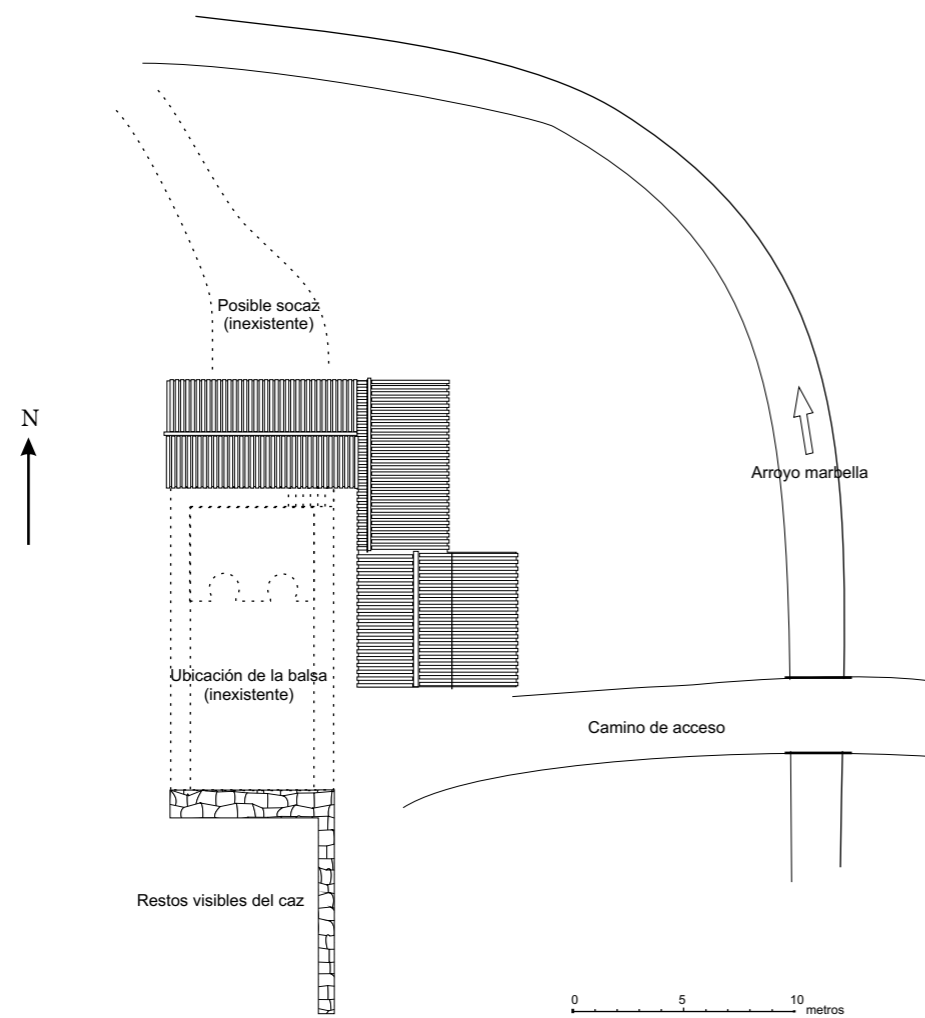 Posible socaz
(inexistente)
N
Arroyo marbella
Ubicación de la balsa
(inexistente)
Camino de acceso
Restos visibles del caz
0 5 10
metros